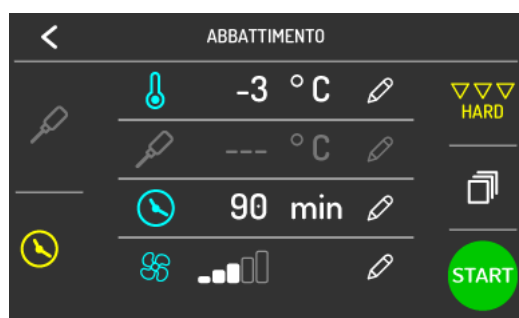 ABBATTIMENTO
-3 °C
HARD
--- °C
90 min
START